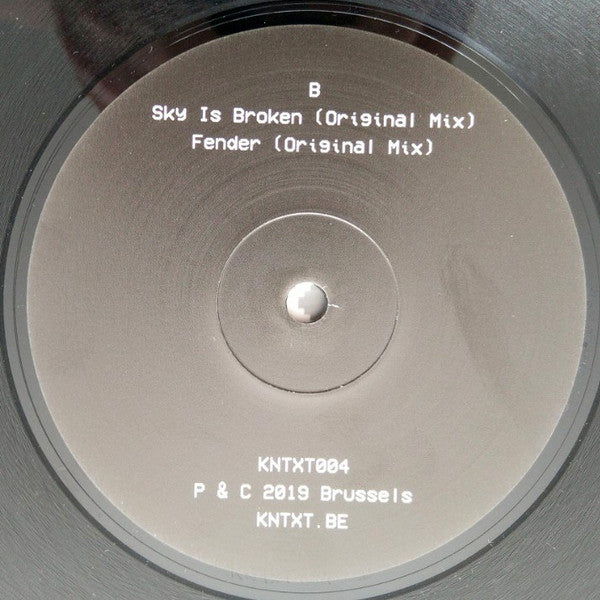 B
Sky Is Broken (Original Mix)
Fender (Original Mix)
KNTXT004
P & C 2019 Brussels
KNTXT.BE